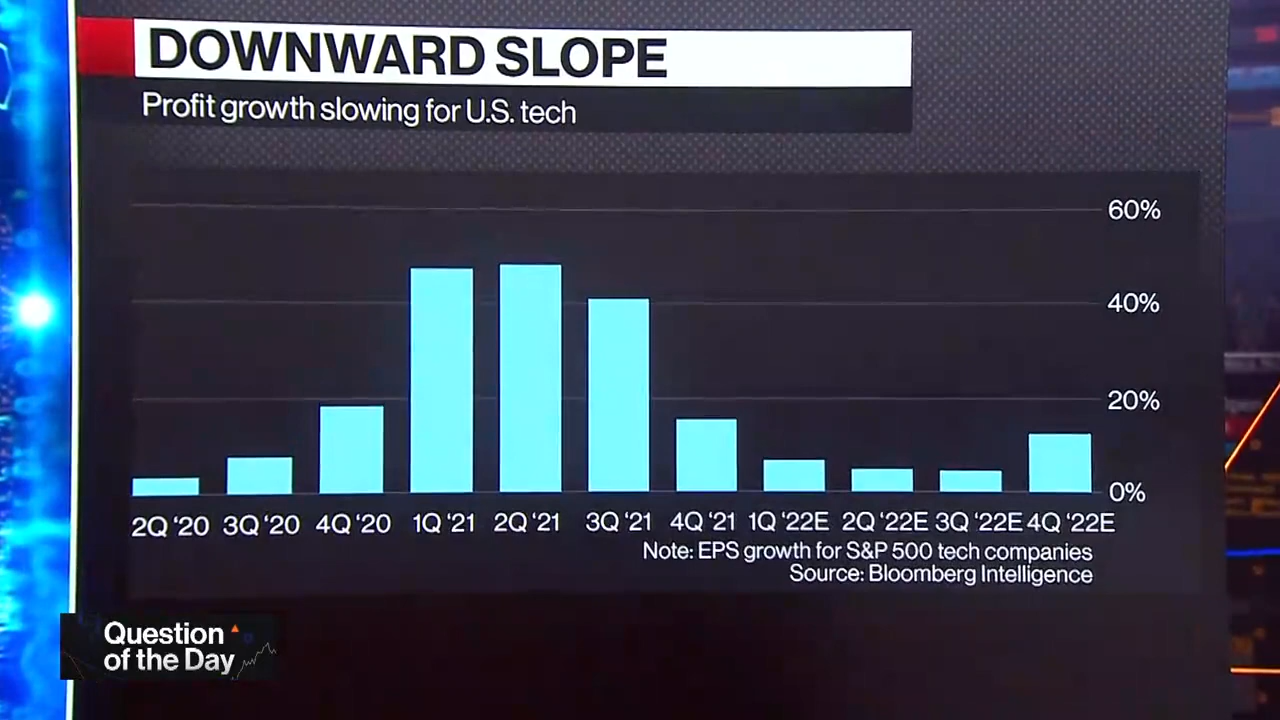 DOWNWARD SLOPE
Profit growth slowing for U.S. tech
60%
40%
20%
0%
2Q ‘20 3Q ‘20 4Q ‘20 1Q ‘21 2Q ‘21 3Q ‘21 4Q ‘21 1Q ‘22E 2Q ‘22E 3Q ‘22E 4Q ‘22E
Note: EPS growth for S&P 500 tech companies
Source: Bloomberg Intelligence
Question
of the Day